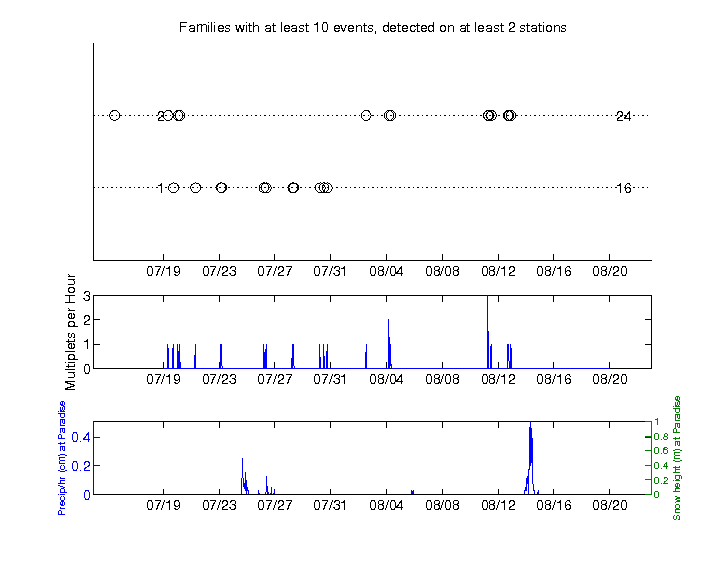 Families with at least 10 events, detected on at least 2 stations
2 24
1 16
07/19 07/23 07/27 07/31 08/04 08/08 08/12 08/16 08/20
Multiplets per Hour
3
2
1
0
07/19 07/23 07/27 07/31 08/04 08/08 08/12 08/16 08/20
Precip/hr (cm) at Paradise
0.4
0.2
0
1
0.8
0.6
0.4
0.2
0
Snow height (m) at Paradise
07/19 07/23 07/27 07/31 08/04 08/08 08/12 08/16 08/20